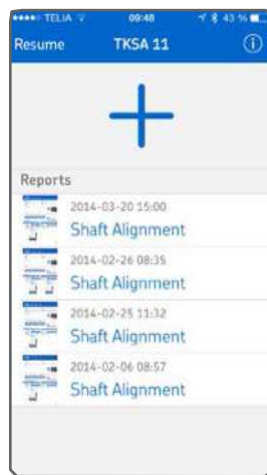 TELIA 09:48 43 %
Resume TKSA 11
Reports
2014-03-20 15:00
Shaft Alignment
2014-02-26 08:35
Shaft Alignment
2014-02-25 11:32
Shaft Alignment
2014-02-06 08:57
Shaft Alignment